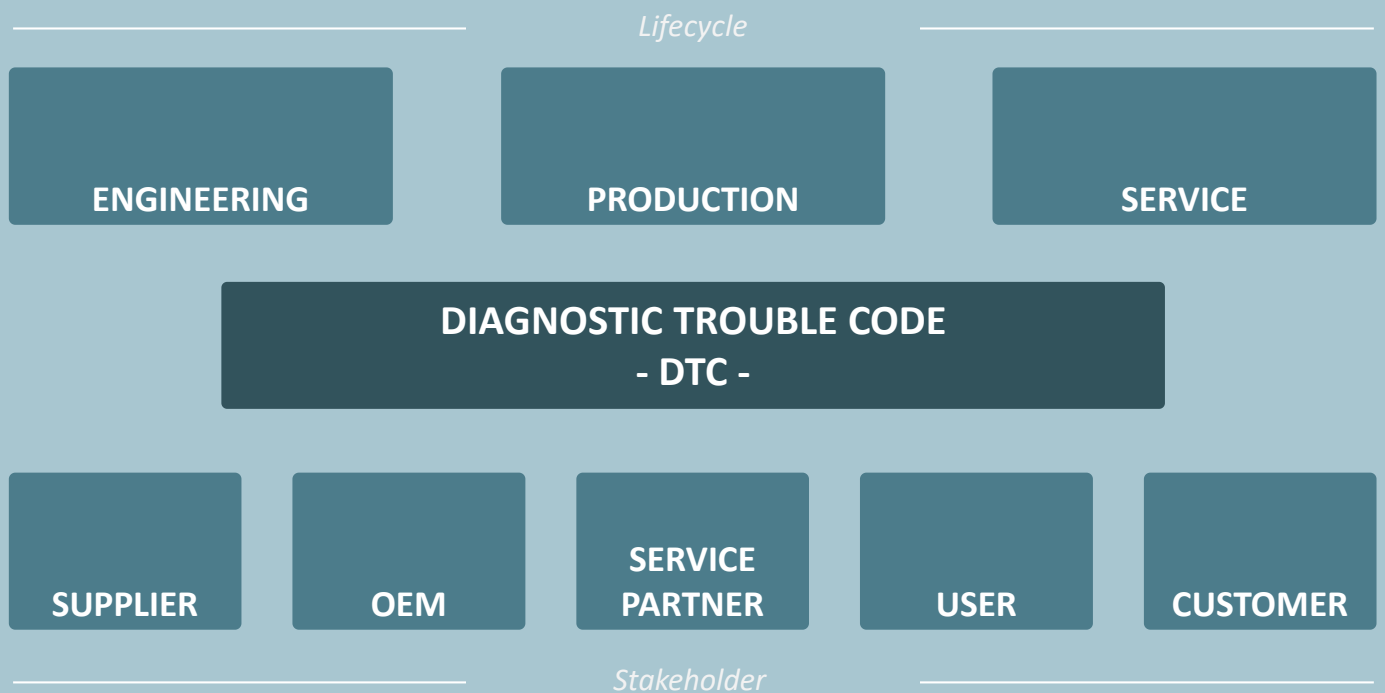 Lifecycle
ENGINEERING
PRODUCTION
SERVICE
DIAGNOSTIC TROUBLE CODE
- DTC -
SUPPLIER
OEM
SERVICE
PARTNER
USER
CUSTOMER
Stakeholder